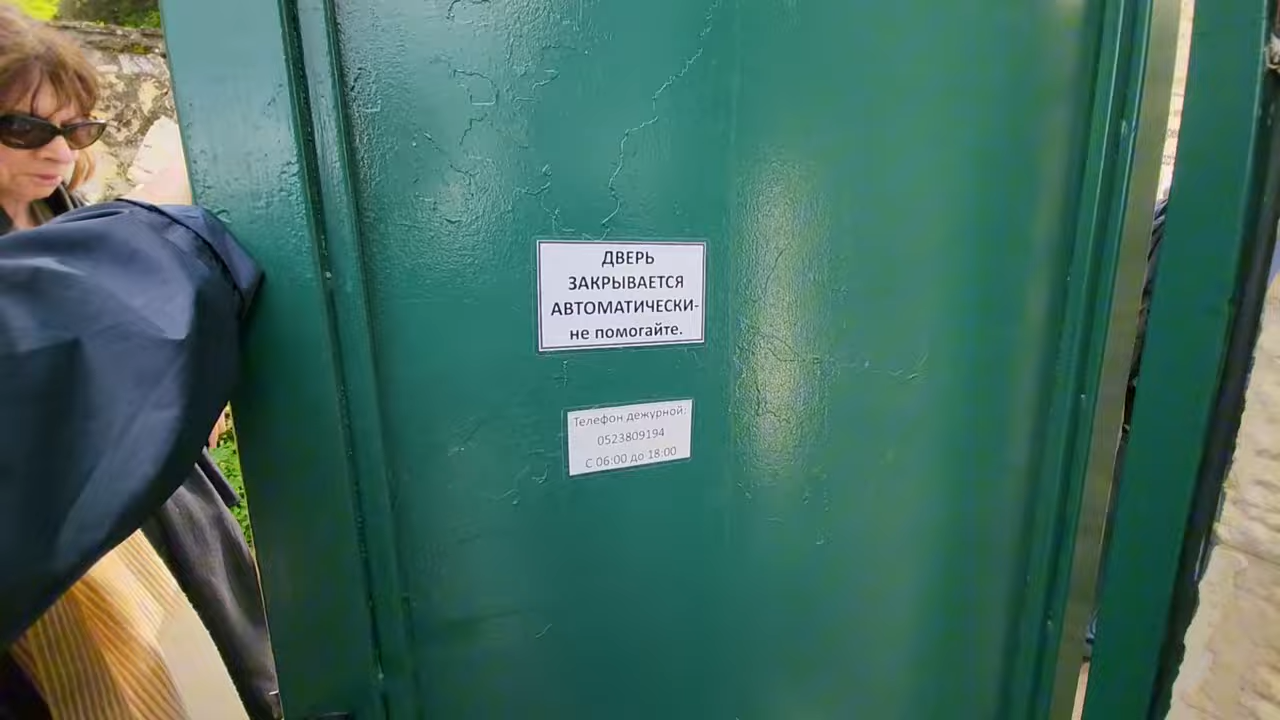 ДВЕРЬ
ЗАКРЫВАЕТСЯ
АВТОМАТИЧЕСКИ-
не помогайте.
Телефон дежурной:
0523809194
С 06:00 до 18:00